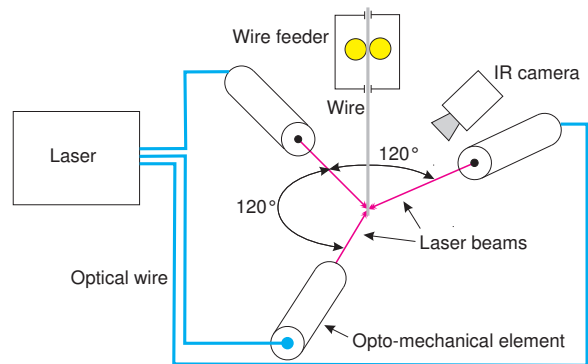 Wire feeder
IR camera
Wire
Laser
120°
120°
Laser beams
Optical wire
Opto-mechanical element